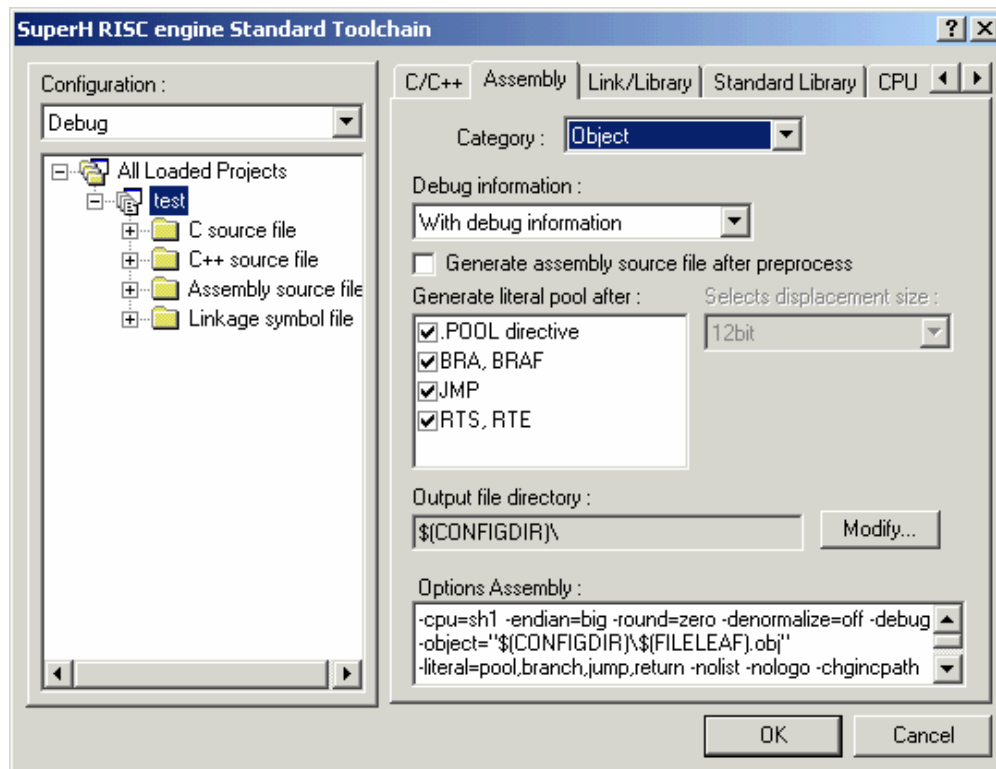 SuperH RISC engine Standard Toolchain
Configuration :
Debug
All Loaded Projects
test
C source file
C++ source file
Assembly source file
Linkage symbol file
C/C++ Assembly Link/Library Standard Library CPU
Category : Object
Debug information :
With debug information
Generate assembly source file after preprocess
Generate literal pool after :
.POOL directive
BRA, BRAF
JMP
RTS, RTE
Selects displacement size :
12bit
Output file directory :
$(CONFIGDIR)\
Modify...
Options Assembly :
-cpu=sh1 -endian=big -round=zero -denormalize=off -debug
-object="$(CONFIGDIR)\$(FILELEAF).obj"
-literal=pool,branch,jump,return -nolist -nologo -chgincpath
OK Cancel